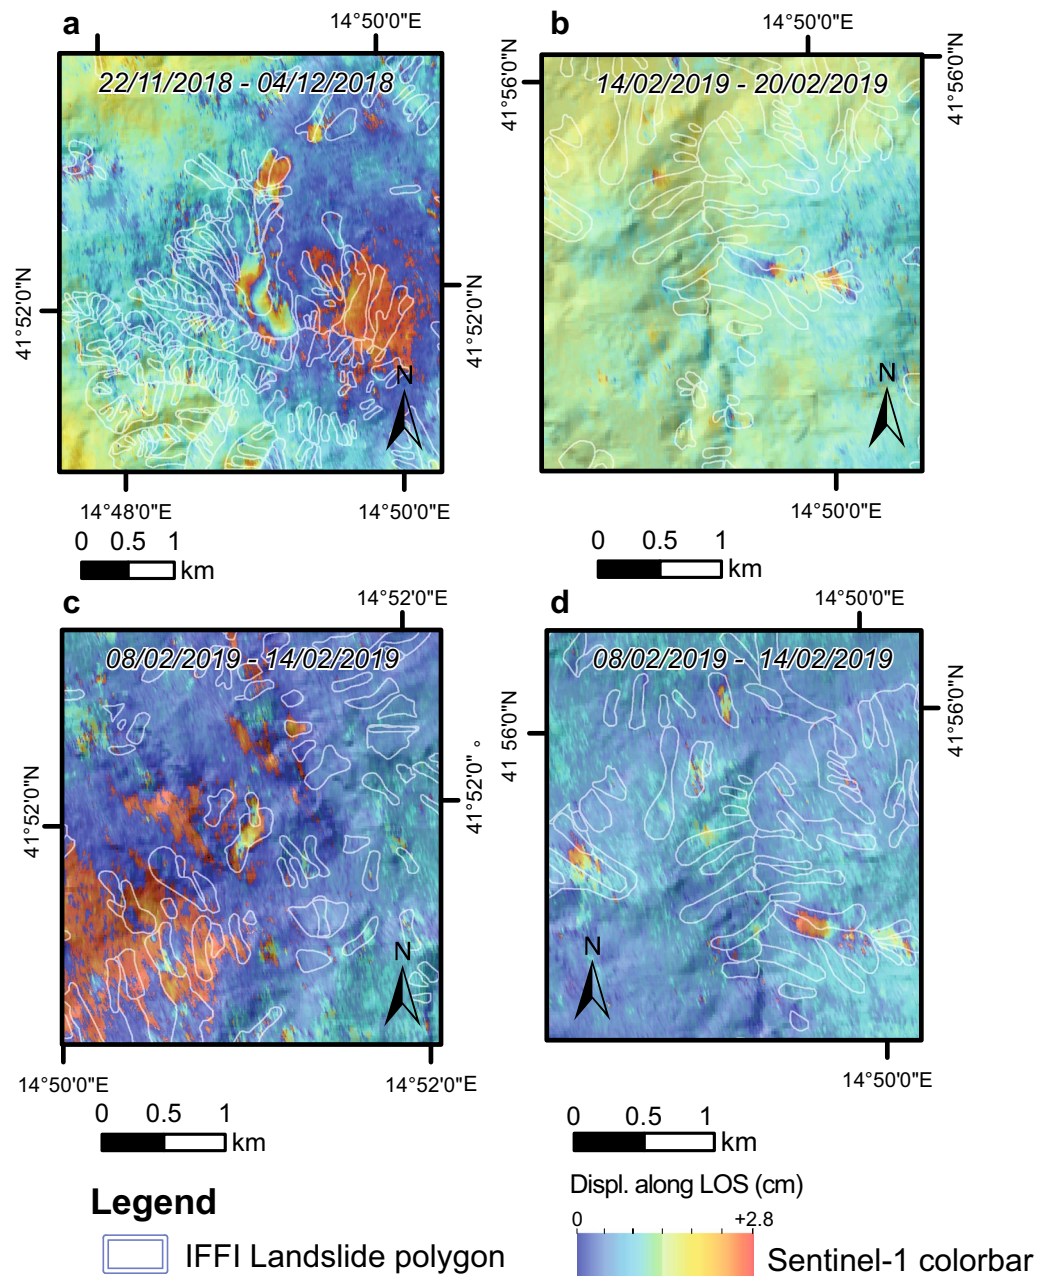 a
14°50'0"E
22/11/2018 - 04/12/2018
41°52'0"N
41°52'0"N
N
14°48'0"E
14°50'0"E
0 0.5 1
km
b
14°50'0"E
41°56'0"N
41°56'0"N
14/02/2019 - 20/02/2019
N
14°50'0"E
0 0.5 1
km
c
14°52'0"E
08/02/2019 - 14/02/2019
41°52'0"N
41°52'0" °
N
14°50'0"E
14°52'0"E
0 0.5 1
km
d
14°50'0"E
08/02/2019 - 14/02/2019
41 56'0"N
41°56'0"N
N
14°50'0"E
0 0.5 1
km
Legend
IFFI Landslide polygon
Displ. along LOS (cm)
0 +2.8
Sentinel-1 colorbar